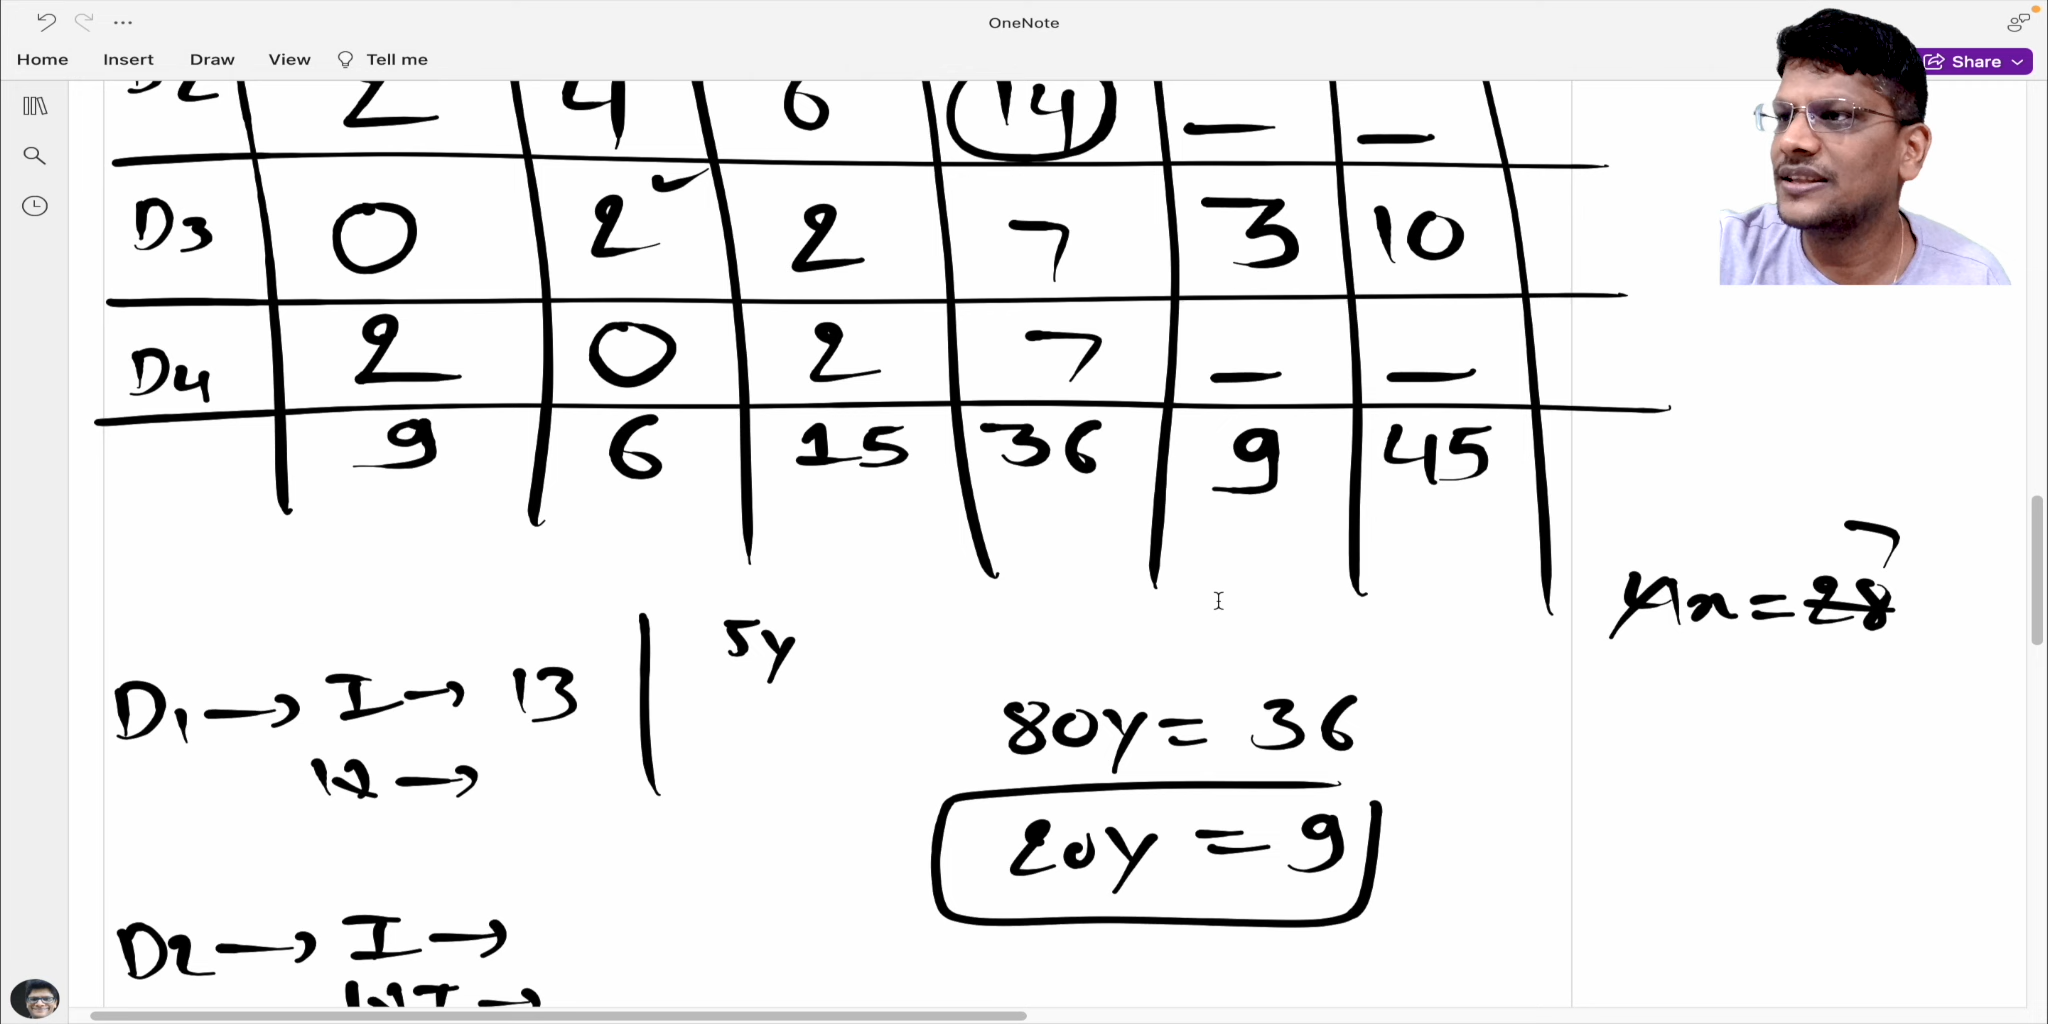 OneNote
Home Insert Draw View Tell me Share
D2 2 4 6 14 — —
D3 0 2 ✓ 2 7 3 10
D4 2 0 2 7 — —
9 6 15 36 9 45
7
4x = 28
5y
D1 → I → 13
80y = 36
20y = 9
D2 → I →
NI →